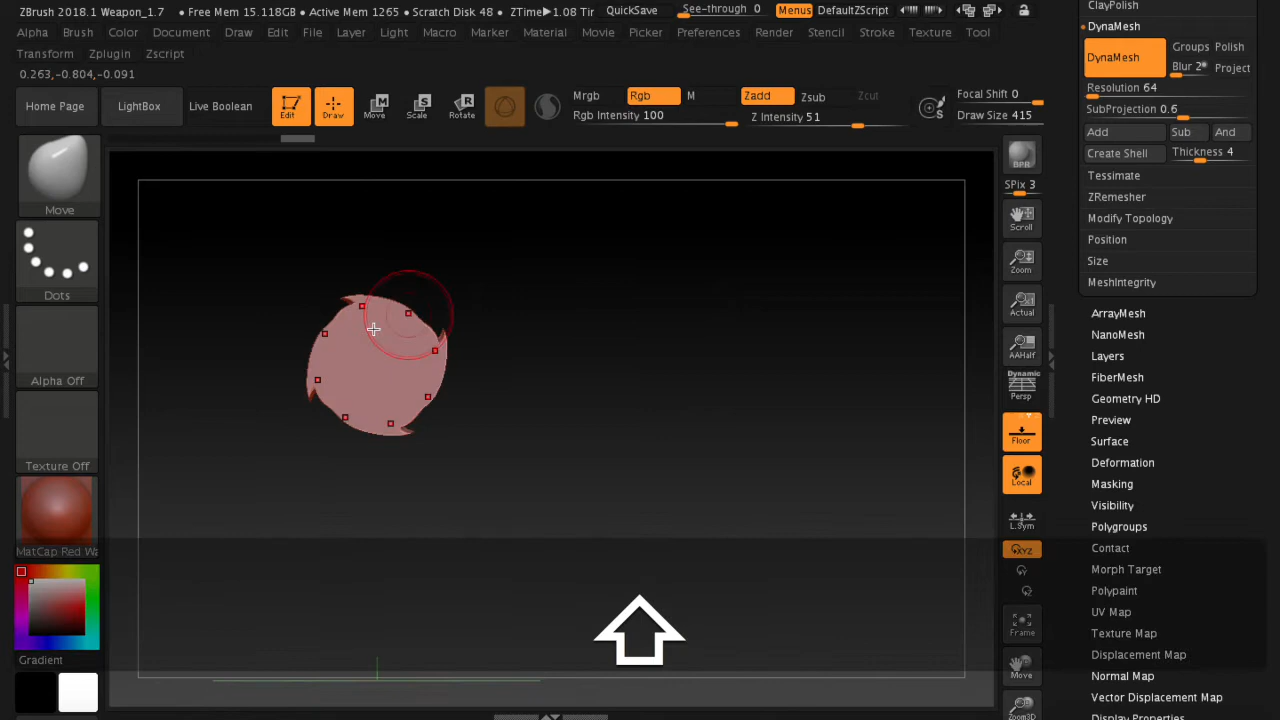 ZBrush 2018.1 Weapon_1.7 • Free Mem 15.118GB • Active Mem 1265 • Scratch Disk 48 • ZTime▶1.08 Tir QuickSave See-through 0 Menus DefaultZScript
Alpha Brush Color Document Draw Edit File Layer Light Macro Marker Material Movie Picker Preferences Render Stencil Stroke Texture Tool
Transform Zplugin Zscript
0.263,-0.804,-0.091
Home Page LightBox Live Boolean Edit Draw Move Scale Rotate
Mrgb Rgb M Zadd Zsub Zcut Focal Shift 0
Rgb Intensity 100 Z Intensity 51 Draw Size 415
Move
Dots
Alpha Off
Texture Off
MatCap Red Wa
Gradient
BPR
SPix 3
Scroll
Zoom
Actual
AAHalf
Dynamic
Persp
Floor
Local
L.Sym
XYZ
Y
Z
Frame
Move
Zoom3D
ClayPolish
DynaMesh
DynaMesh Groups Polish
Blur 2 Project
Resolution 64
SubProjection 0.6
Add Sub And
Create Shell Thickness 4
Tessimate
ZRemesher
Modify Topology
Position
Size
MeshIntegrity
ArrayMesh
NanoMesh
Layers
FiberMesh
Geometry HD
Preview
Surface
Deformation
Masking
Visibility
Polygroups
Contact
Morph Target
Polypaint
UV Map
Texture Map
Displacement Map
Normal Map
Vector Displacement Map
Display Properties